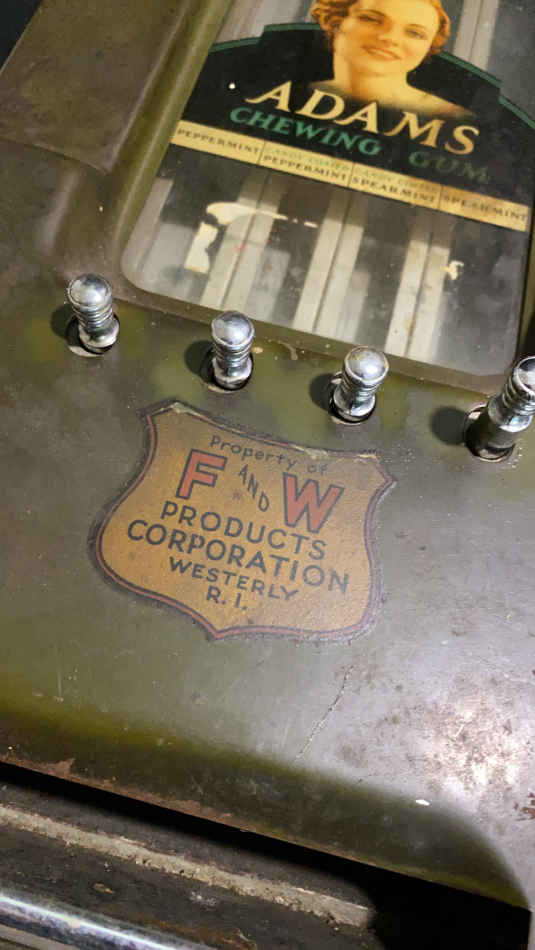 ADAMS
CHEWING GUM
PEPPERMINT CANDY COATED PEPPERMINT CANDY COATED SPEARMINT SPEARMINT
Property of
F AND W
PRODUCTS
CORPORATION
WESTERLY
R. I.